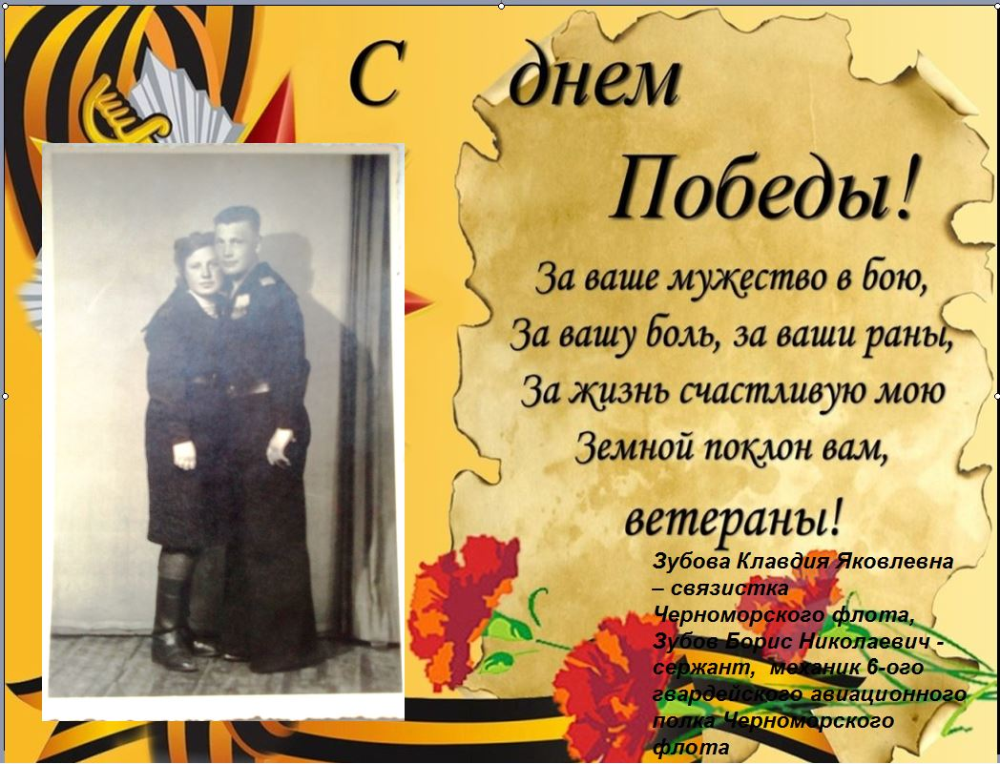 С днем
Победы!
За ваше мужество в бою,
За вашу боль, за ваши раны,
За жизнь счастливую мою
Земной поклон вам,
ветераны!
Зубова Клавдия Яковлевна
– связистка
Черноморского флота,
Зубов Борис Николаевич -
сержант, механик 6-ого
гвардейского авиационного
полка Черноморского
флота